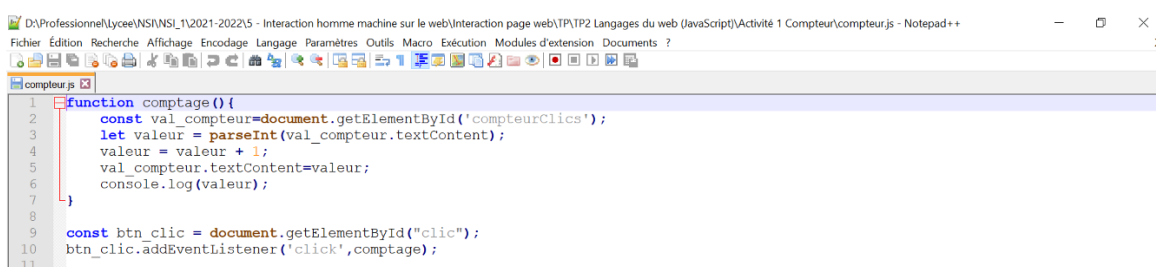 D:\Professionnel\Lycee\NSI\NSI_1\2021-2022\5 - Interaction homme machine sur le web\Interaction page web\TP\TP2 Langages du web (JavaScript)\Activité 1 Compteur\compteur.js - Notepad++
Fichier Édition Recherche Affichage Encodage Langage Paramètres Outils Macro Exécution Modules d'extension Documents ?
compteur.js
1 function comptage(){
2 const val_compteur=document.getElementById('compteurClics');
3 let valeur = parseInt(val_compteur.textContent);
4 valeur = valeur + 1;
5 val_compteur.textContent=valeur;
6 console.log(valeur);
7 }
8
9 const btn_clic = document.getElementById("clic");
10 btn_clic.addEventListener('click',comptage);
11